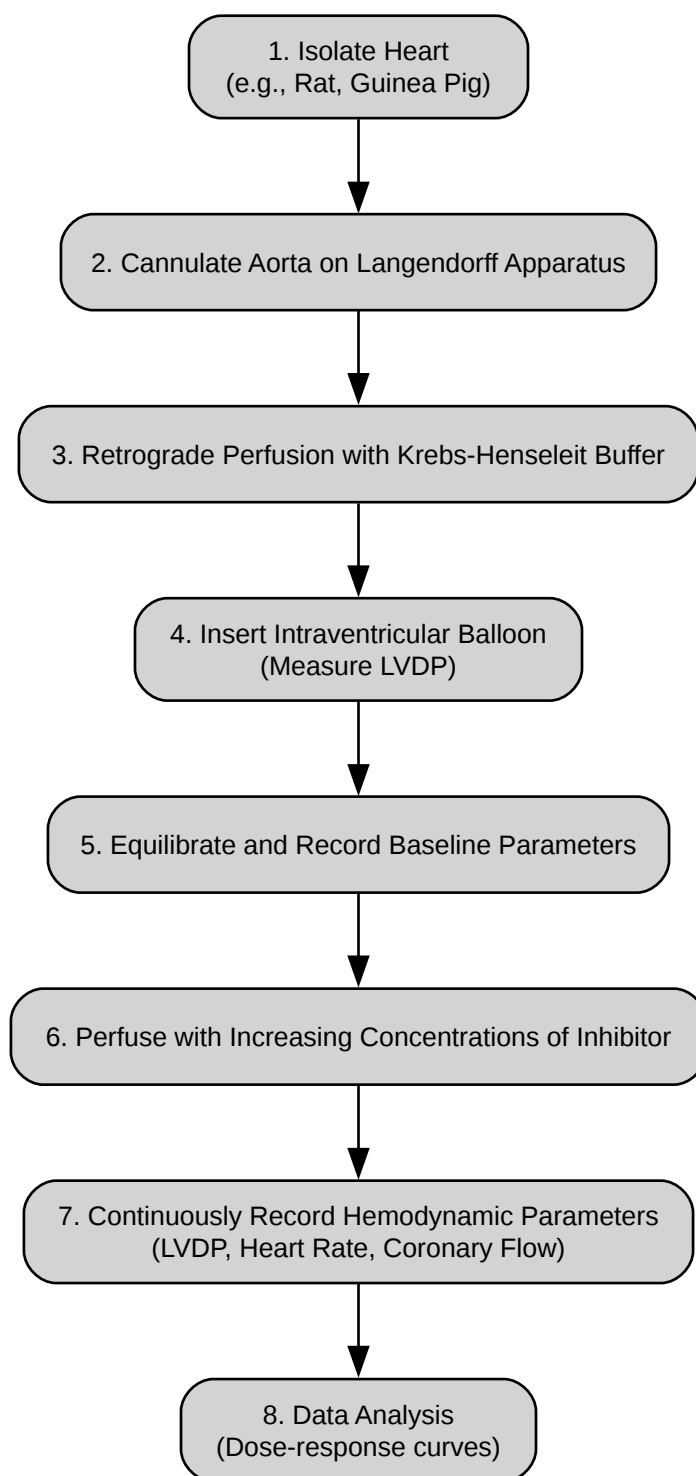 1. Isolate Heart
(e.g., Rat, Guinea Pig)
2. Cannulate Aorta on Langendorff Apparatus
3. Retrograde Perfusion with Krebs-Henseleit Buffer
4. Insert Intraventricular Balloon
(Measure LVDP)
5. Equilibrate and Record Baseline Parameters
6. Perfuse with Increasing Concentrations of Inhibitor
7. Continuously Record Hemodynamic Parameters
(LVDP, Heart Rate, Coronary Flow)
8. Data Analysis
(Dose-response curves)